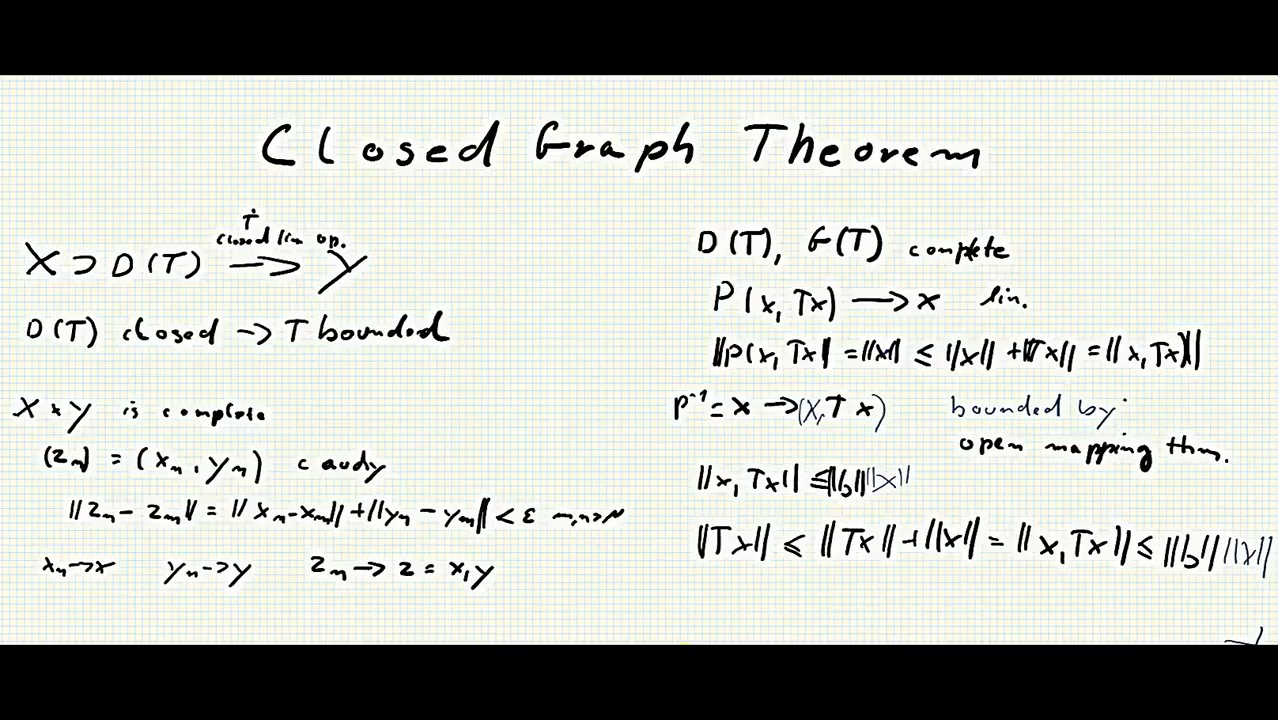 Closed Graph Theorem
T
closed lin op.
X ⊃ D(T) → Y
D(T) closed → T bounded
X × Y is complete
(zₙ) = (xₙ, yₙ) cauchy
||zₙ - zₘ|| = ||xₙ - xₘ|| + ||yₙ - yₘ|| < ε m,n > N
xₙ → x yₙ → y zₙ → z = x, y
D(T), G(T) complete
P(x, Tx) → x lin.
||P(x, Tx|| = ||x|| ≤ ||x|| + ||Tx|| = ||x, Tx)||
P⁻¹ = x → (x, Tx) bounded by:
open mapping thm.
||x, Tx|| ≤ ||b|| ||x||
||Tx|| ≤ ||Tx|| + ||x|| = ||x, Tx|| ≤ ||b|| ||x||